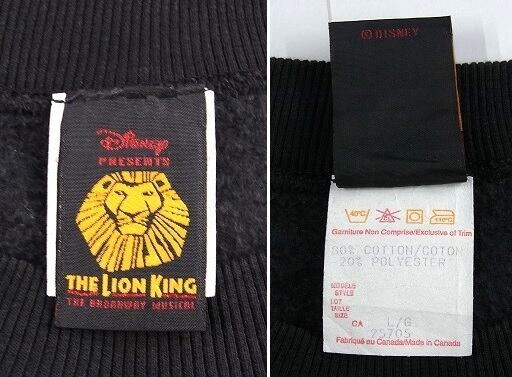 Disney
PRESENTS
THE LION KING
THE BROADWAY MUSICAL
© DISNEY
40°C
110°C
Garniture Non Comprise/Exclusive of Trim
80% COTTON/COTON
20% POLYESTER
MODELE
STYLE
LOT
TAILLE
SIZE
L/G
CA
25705
Fabriqué au Canada/Made in Canada